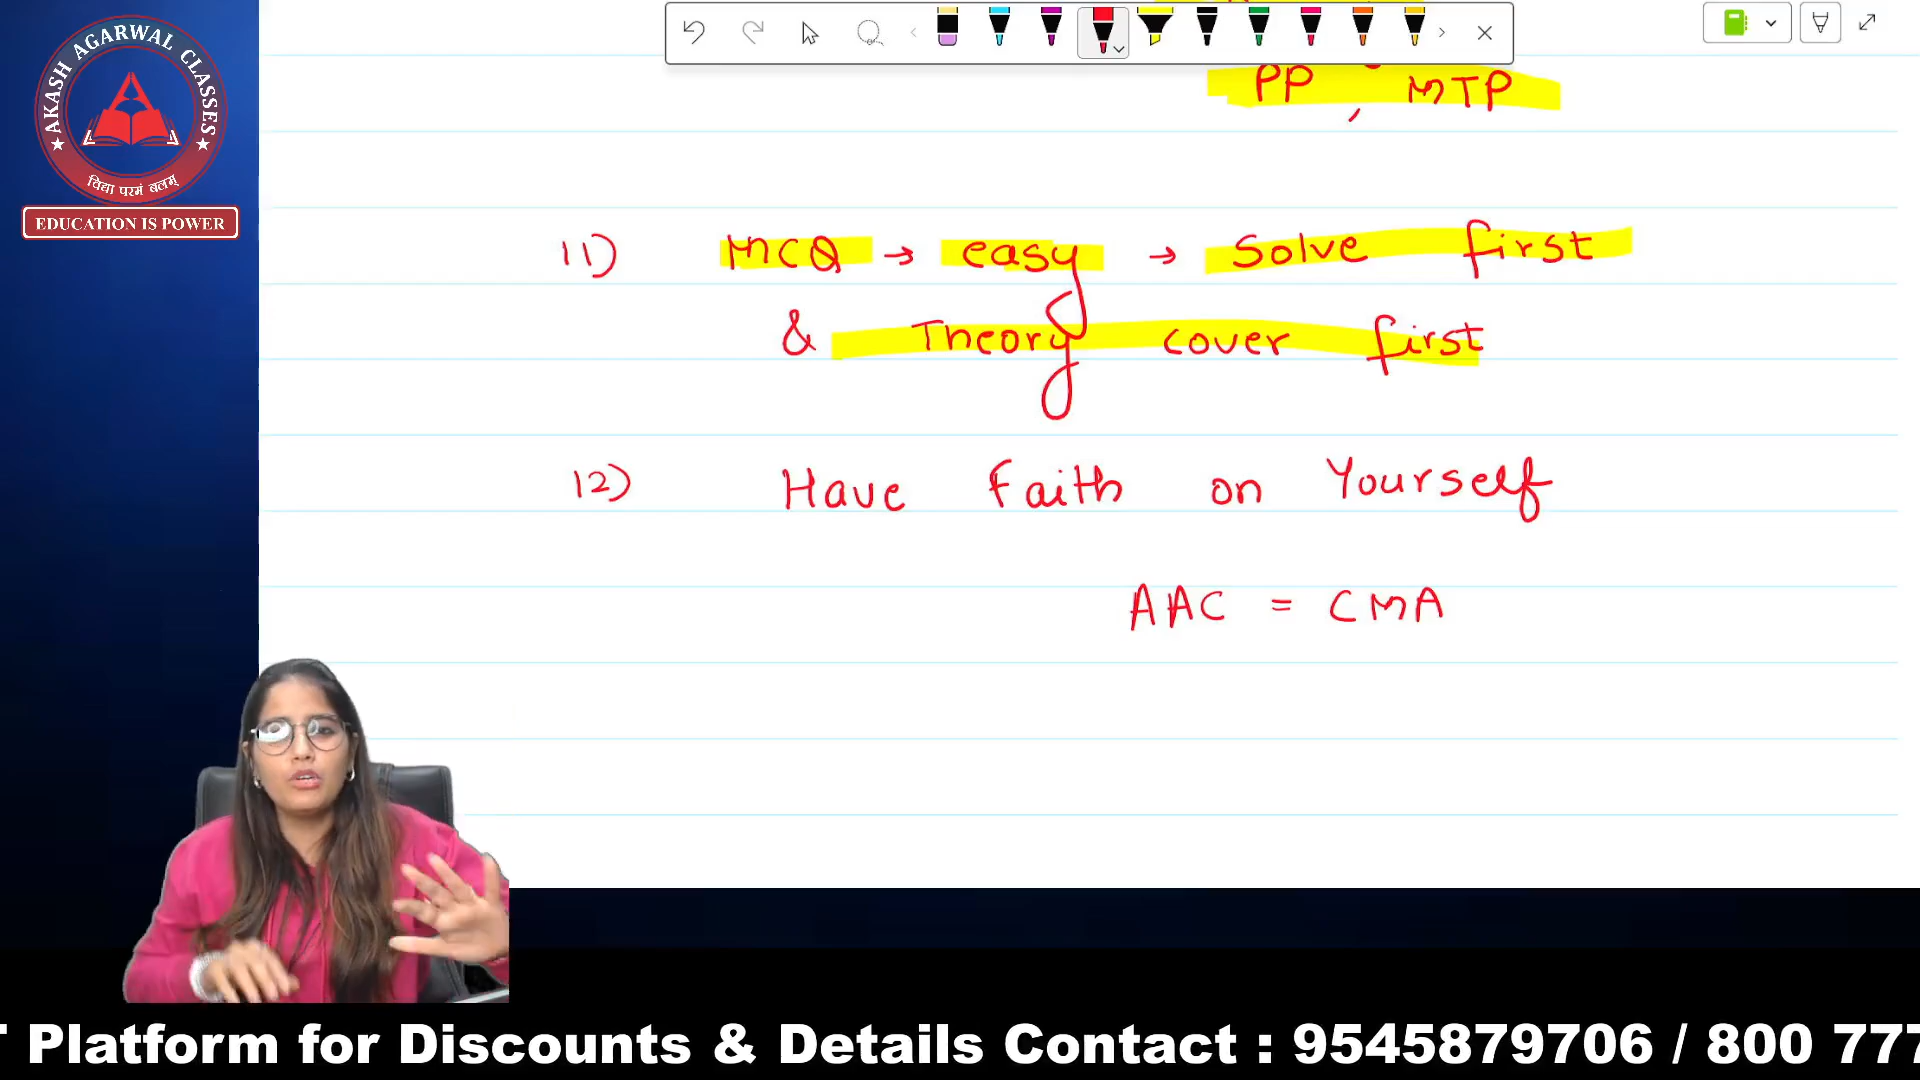 AKASH AGARWAL CLASSES
विद्या परमं बलम्
EDUCATION IS POWER
PP , MTP
11) MCQ → easy → Solve first
& Theory cover first
12) Have Faith on Yourself
AAC = CMA
T Platform for Discounts & Details Contact : 9545879706 / 800 777